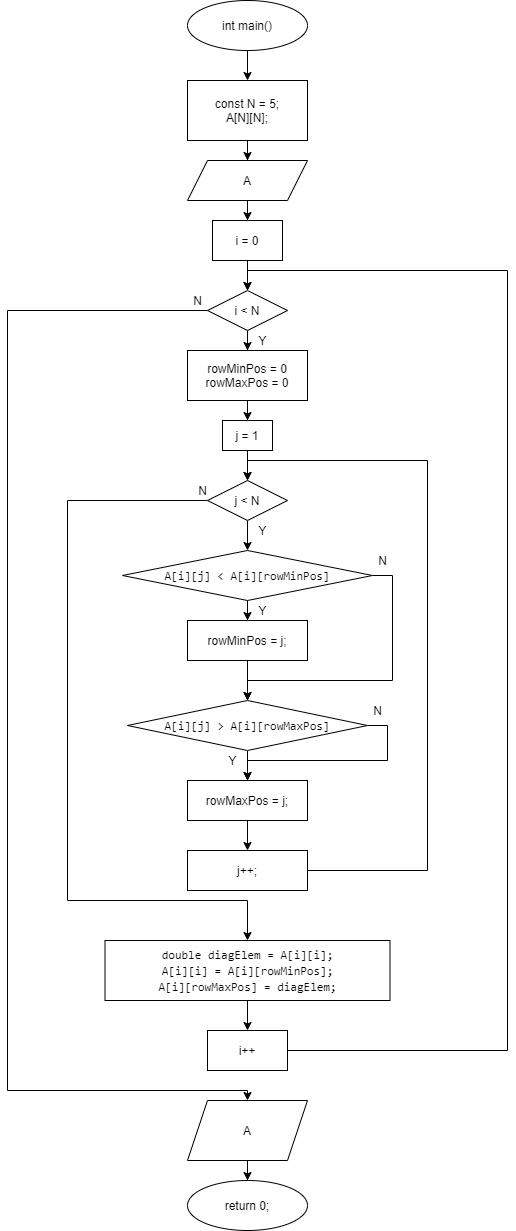 int main()
const N = 5;
A[N][N];
A
i = 0
N
i < N
Y
rowMinPos = 0
rowMaxPos = 0
j = 1
N
j < N
Y
N
A[i][j] < A[i][rowMinPos]
Y
rowMinPos = j;
N
A[i][j] > A[i][rowMaxPos]
Y
rowMaxPos = j;
j++;
double diagElem = A[i][i];
A[i][i] = A[i][rowMinPos];
A[i][rowMaxPos] = diagElem;
i++
A
return 0;